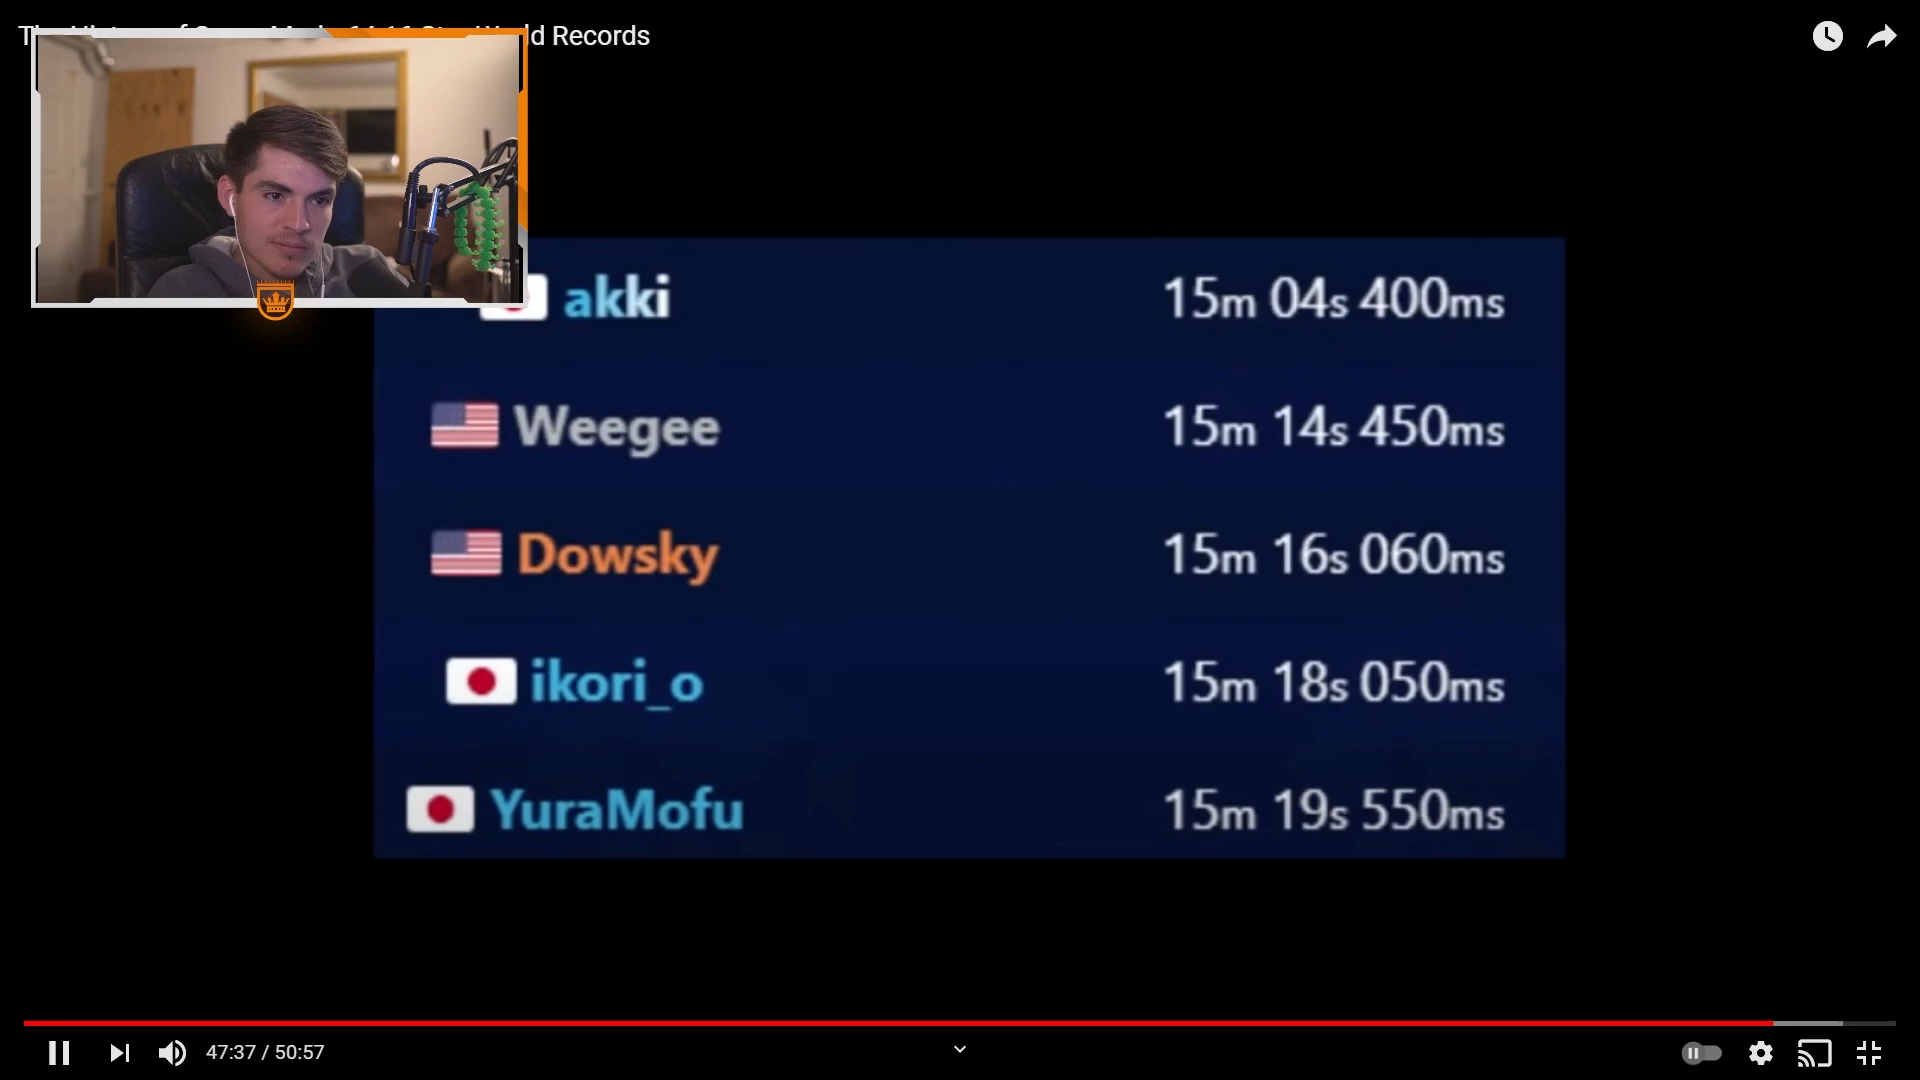 d Records
akki 15m 04s 400ms
Weegee 15m 14s 450ms
Dowsky 15m 16s 060ms
ikori_o 15m 18s 050ms
YuraMofu 15m 19s 550ms
47:37 / 50:57